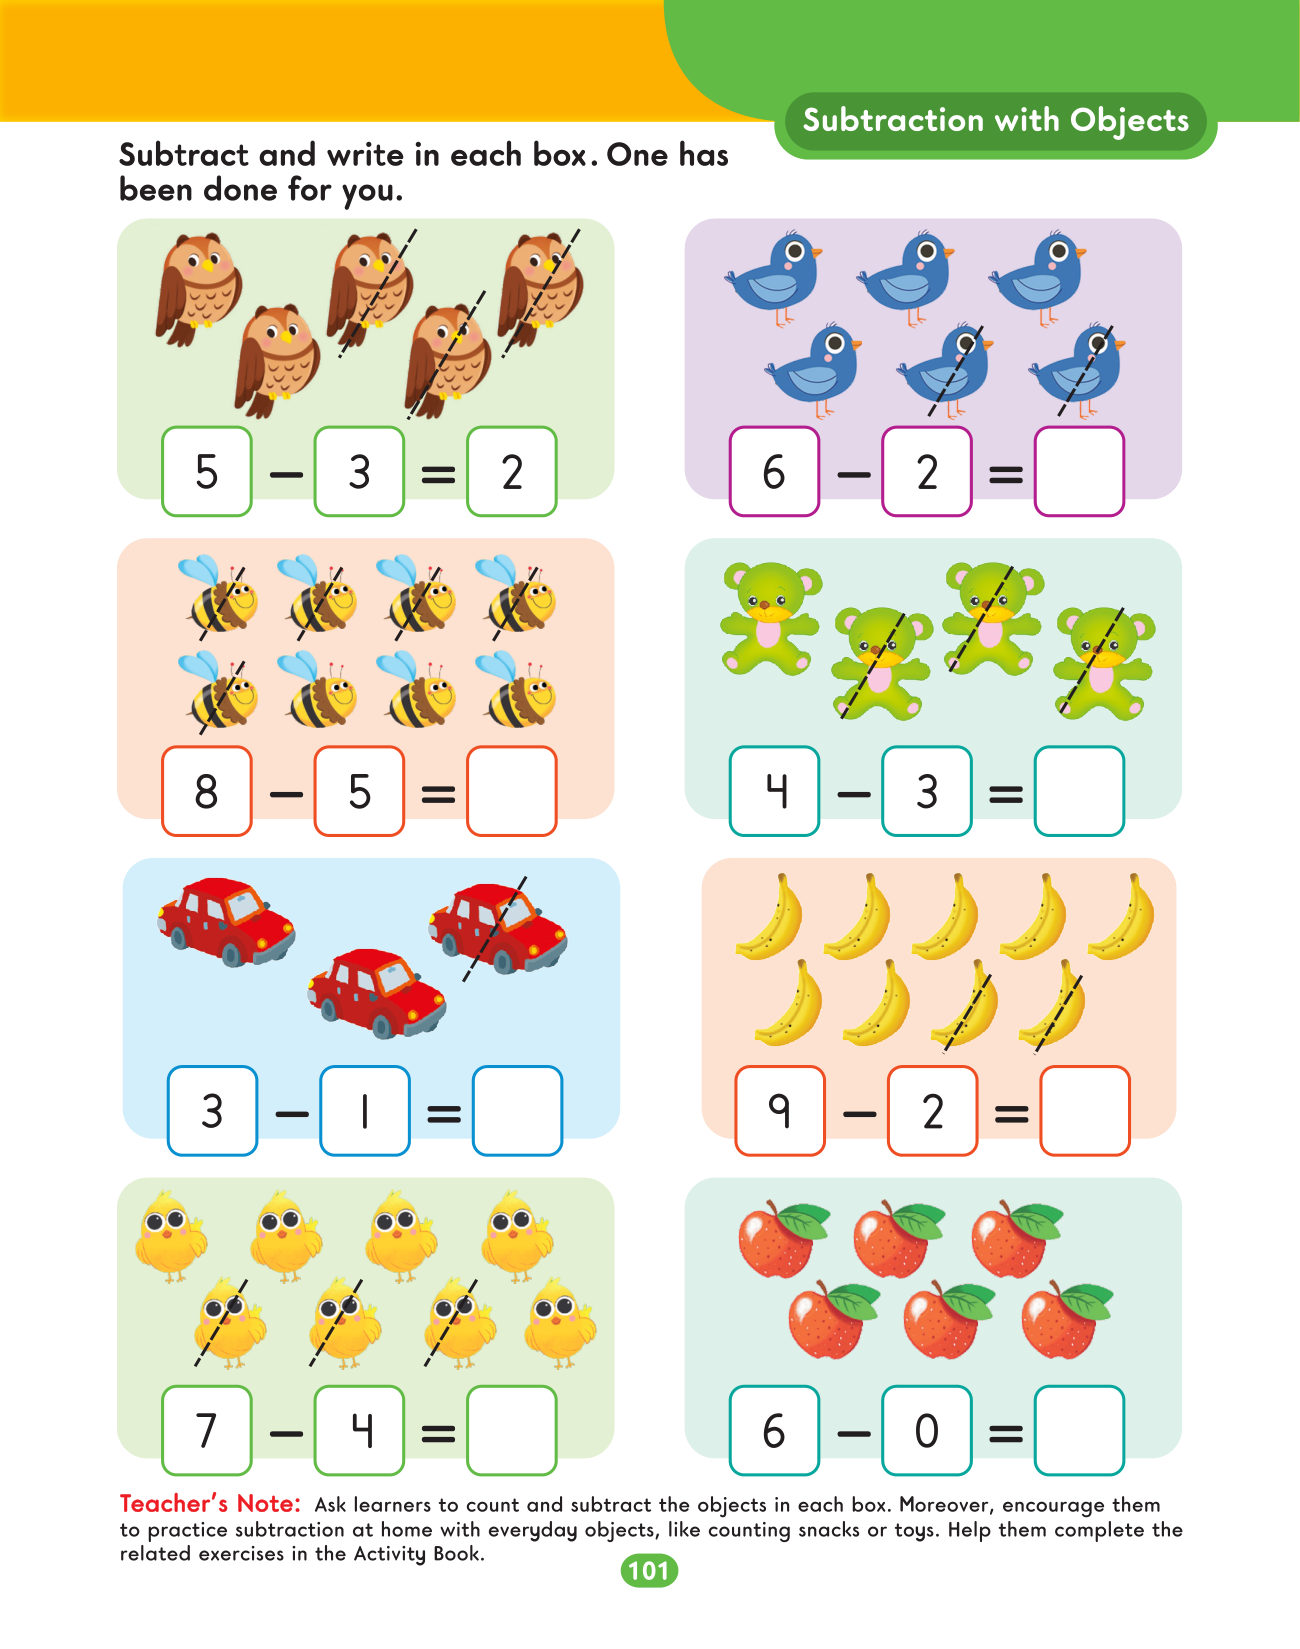 Subtraction with Objects
Subtract and write in each box. One has
been done for you.
5 – 3 = 2
6 – 2 =
8 – 5 =
4 – 3 =
3 – 1 =
9 – 2 =
7 – 4 =
6 – 0 =
Teacher's Note: Ask learners to count and subtract the objects in each box. Moreover, encourage them
to practice subtraction at home with everyday objects, like counting snacks or toys. Help them complete the
related exercises in the Activity Book.
101